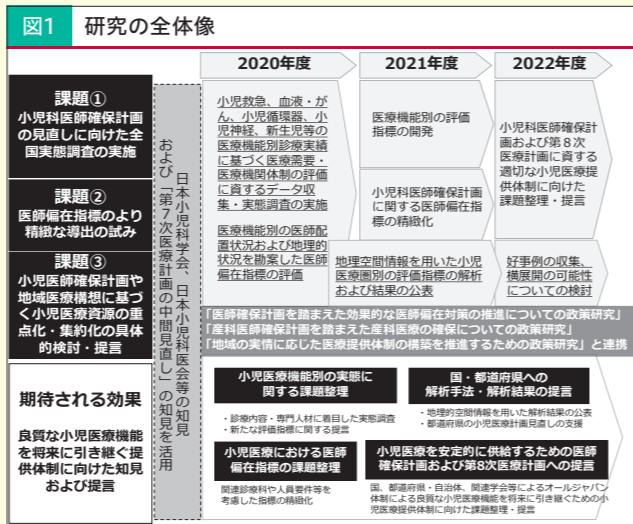 図1 研究の全体像
2020年度 2021年度 2022年度
課題①
小児科医師確保計画
の見直しに向けた全
国実態調査の実施
課題②
医師偏在指標のより
精緻な導出の試み
課題③
小児医師確保計画や
地域医療構想に基づ
く小児医療資源の重
点化・集約化の具体
的検討・提言
期待される効果
良質な小児医療機能
を将来に引き継ぐ提
供体制に向けた知見
および提言
日本小児科学会、日本小児科医会等の知見
および「第7次医療計画の中間見直し」の知見を活用
小児救急、血液・が
ん、小児循環器、小
児神経、新生児等の
医療機能別診療実績
に基づく医療需要・
医療機関体制の評価
に資するデータ収
集・実態調査の実施
医療機能別の医師配
置状況および地理的
状況を勘案した医師
偏在指標の評価
医療機能別の評価
指標の開発
小児科医師確保計画
に関する医師偏在指
標の精緻化
地理空間情報を用いた小児
医療圏別の評価指標の解析
および結果の公表
小児科医師確保計
画および第8次
医療計画に資する
適切な小児医療提
供体制に向けた
課題整理・提言
好事例の収集、
横展開の可能性
についての検討
「医師確保計画を踏まえた効果的な医師偏在対策の推進についての政策研究」
「産科医師確保計画を踏まえた産科医療の確保についての政策研究」
「地域の実情に応じた医療提供体制の構築を推進するための政策研究」と連携
小児医療機能別の実態に
関する課題整理
・診療内容・専門人材に着目した実態調査
・新たな評価指標に関する提言
国・都道府県への
解析手法・解析結果の提言
・地理的空間情報を用いた解析結果の公表
・都道府県の小児医療計画見直しの支援
小児医療における医師
偏在指標の課題整理
関連診療科や人員要件等を
考慮した指標の精緻化
小児医療を安定的に供給するための医師
確保計画および第8次医療計画への提言
国、都道府県・自治体、関連学会等によるオールジャパン
体制による良質な小児医療機能を将来に引き継ぐための小
児医療提供体制に向けた課題整理・提言